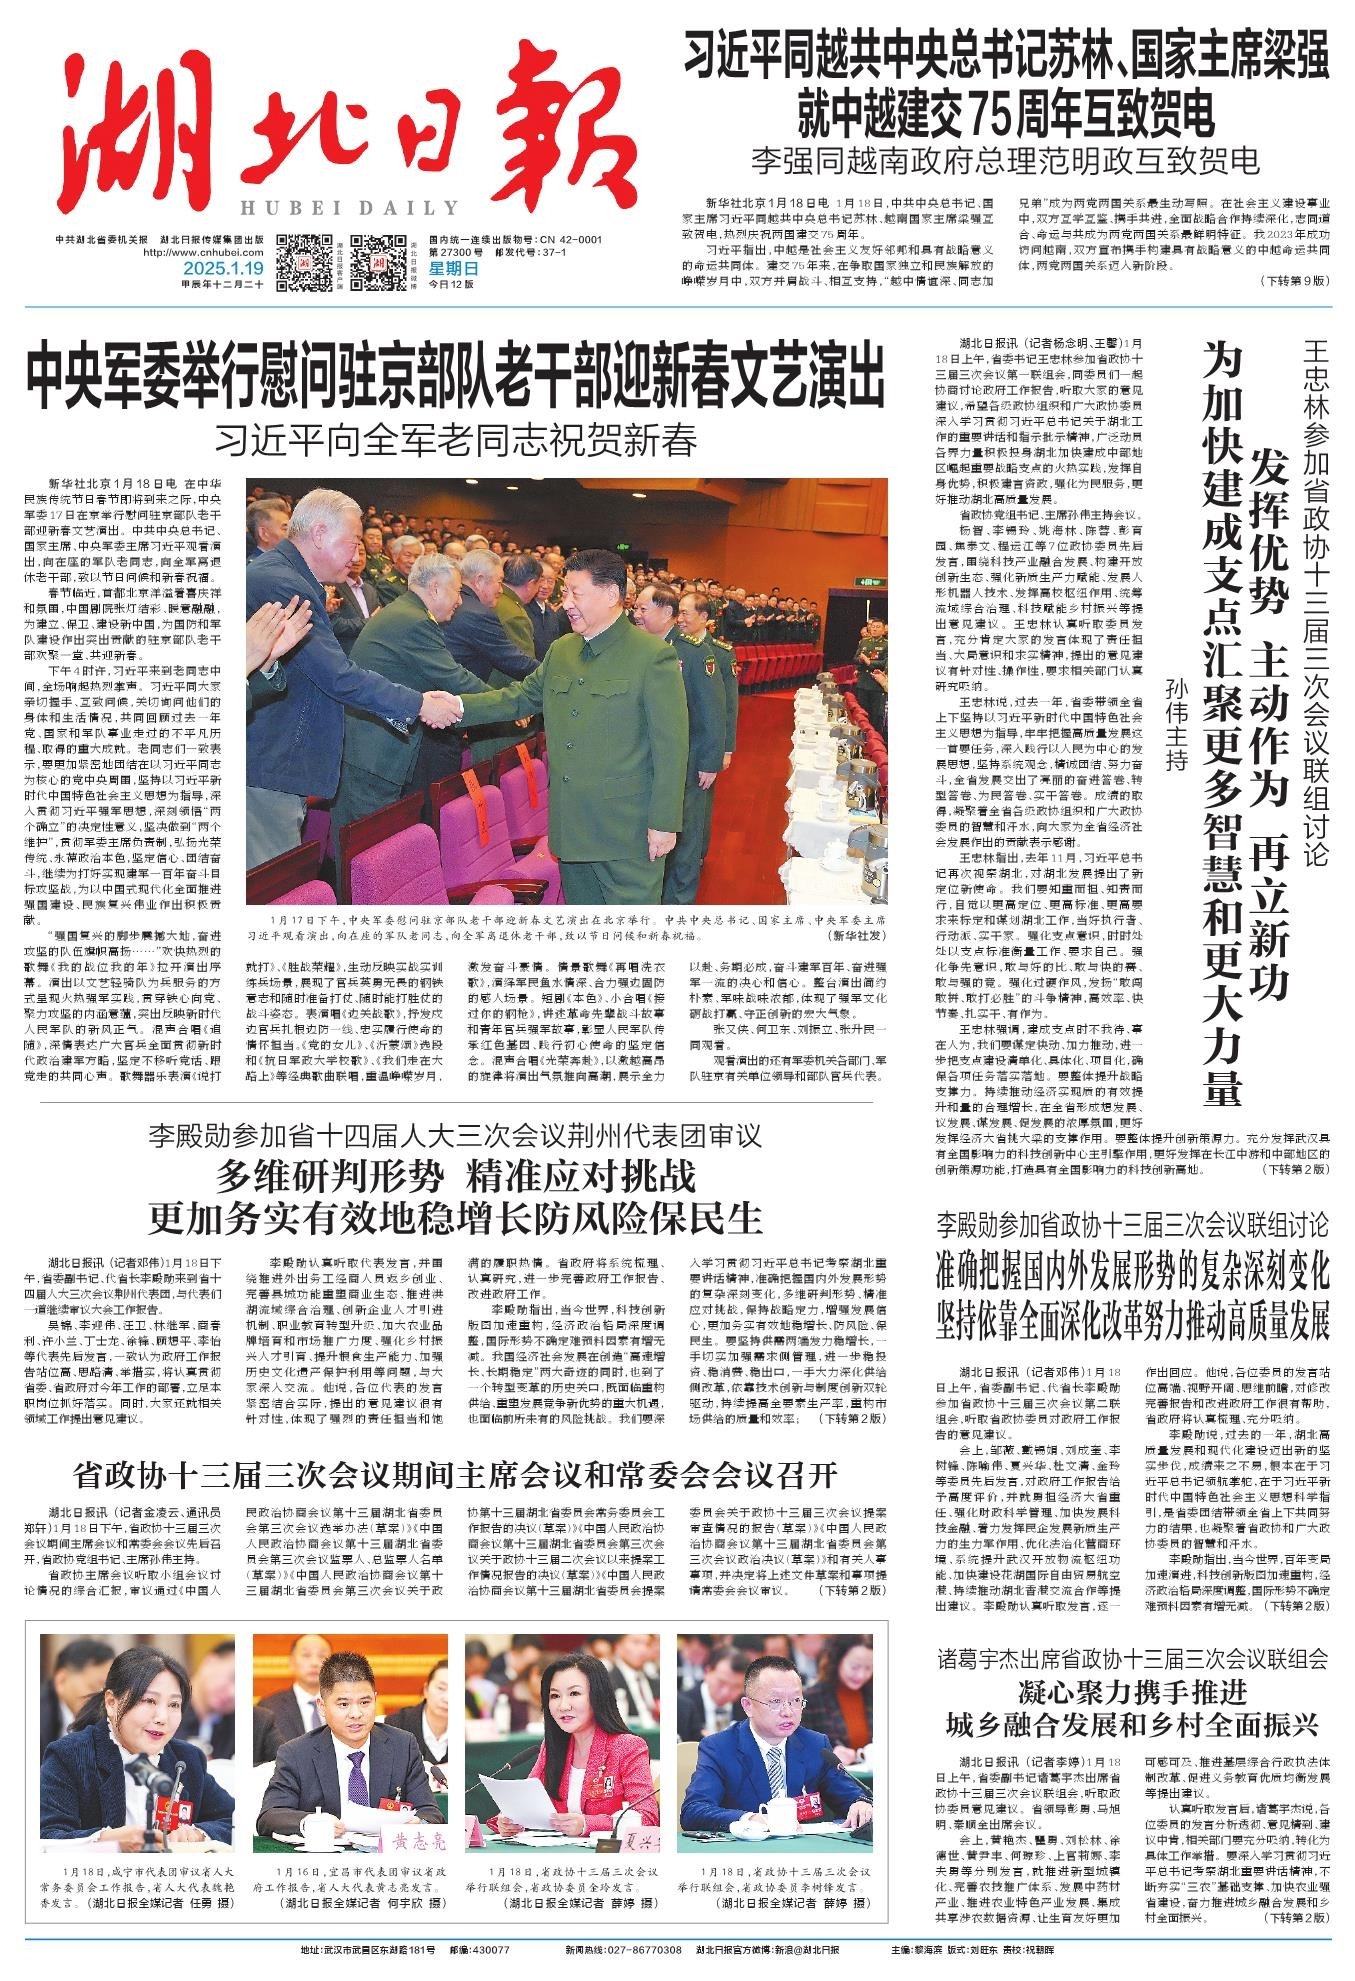 湖北日報
HUBEI DAILY
中共湖北省委机关报 湖北日报传媒集团出版
http://www.cnhubei.com
2025.1.19
甲辰年十二月二十
湖北日报客户端
湖北日报微博
国内统一连续出版物号：CN 42-0001
第27300号 邮发代号：37-1
星期日
今日12版
习近平同越共中央总书记苏林、国家主席梁强
就中越建交75周年互致贺电
李强同越南政府总理范明政互致贺电
新华社北京1月18日电 1月18日，中共中央总书记、国
家主席习近平同越共中央总书记苏林、越南国家主席梁强互
致贺电，热烈庆祝两国建交75周年。
习近平指出，中越是社会主义友好邻邦和具有战略意义
的命运共同体。建交75年来，在争取国家独立和民族解放的
峥嵘岁月中，双方并肩战斗、相互支持，“越中情谊深、同志加
兄弟”成为两党两国关系最生动写照。在社会主义建设事业
中，双方互学互鉴、携手共进，全面战略合作持续深化，志同道
合、命运与共成为两党两国关系最鲜明特征。我2023年成功
访问越南，双方宣布携手构建具有战略意义的中越命运共同
体，两党两国关系迈入新阶段。
（下转第9版）
中央军委举行慰问驻京部队老干部迎新春文艺演出
习近平向全军老同志祝贺新春
新华社北京1月18日电 在中华
民族传统节日春节即将到来之际，中央
军委17日在京举行慰问驻京部队老干
部迎新春文艺演出。中共中央总书记、
国家主席、中央军委主席习近平观看演
出，向在座的军队老同志，向全军离退
休老干部，致以节日问候和新春祝福。
春节临近，首都北京洋溢着喜庆祥
和氛围，中国剧院张灯结彩、暖意融融，
为建立、保卫、建设新中国，为国防和军
队建设作出突出贡献的驻京部队老干
部欢聚一堂、共迎新春。
下午4时许，习近平来到老同志中
间，全场响起热烈掌声。习近平同大家
亲切握手、互致问候，关切询问他们的
身体和生活情况，共同回顾过去一年
党、国家和军队事业走过的不平凡历
程、取得的重大成就。老同志们一致表
示，要更加紧密地团结在以习近平同志
为核心的党中央周围，坚持以习近平新
时代中国特色社会主义思想为指导，深
入贯彻习近平强军思想，深刻领悟“两
个确立”的决定性意义，坚决做到“两个
维护”，贯彻军委主席负责制，弘扬光荣
传统、永葆政治本色，坚定信心、团结奋
斗，继续为打好实现建军一百年奋斗目
标攻坚战，为以中国式现代化全面推进
强国建设、民族复兴伟业作出积极贡
献。
“强国复兴的脚步震撼大地，奋进
攻坚的队伍旗帜高扬……”欢快热烈的
歌舞《我的战位我的年》拉开演出序
幕。演出以文艺轻骑队为兵服务的方
式呈现火热强军实践，贯穿铁心向党、
聚力攻坚的内涵意蕴，突出反映新时代
人民军队的新风正气。混声合唱《追
随》，深情表达广大官兵全面贯彻新时
代政治建军方略，坚定不移听党话、跟
党走的共同心声。歌舞器乐表演《说打
1月17日下午，中央军委慰问驻京部队老干部迎新春文艺演出在北京举行。中共中央总书记、国家主席、中央军委主席
习近平观看演出，向在座的军队老同志，向全军离退休老干部，致以节日问候和新春祝福。 （新华社发）
就打》、《胜战荣耀》，生动反映实战实训
练兵场景，展现了官兵英勇无畏的钢铁
意志和随时准备打仗、随时能打胜仗的
战斗姿态。表演唱《边关战歌》，抒发戍
边官兵扎根边防一线、忠实履行使命的
情怀担当。《党的女儿》、《沂蒙颂》选段
和《抗日军政大学校歌》、《我们走在大
路上》等经典歌曲联唱，重温峥嵘岁月，
激发奋斗豪情。情景歌舞《再唱洗衣
歌》，演绎军民鱼水情深、合力强边固防
的感人场景。短剧《本色》、小合唱《接
过你的钢枪》，讲述革命先辈战斗故事
和青年官兵强军故事，彰显人民军队传
承红色基因、践行初心使命的坚定信
念。混声合唱《光荣奔赴》，以激越高昂
的旋律将演出气氛推向高潮，展示全力
以赴、务期必成，奋斗建军百年、奋进强
军一流的决心和信心。整台演出简约
朴素、军味战味浓郁，体现了强军文化
砺战打赢、守正创新的宏大气象。
张又侠、何卫东、刘振立、张升民一
同观看。
观看演出的还有军委机关各部门、军
队驻京有关单位领导和部队官兵代表。
王忠林参加省政协十三届三次会议联组讨论
发挥优势 主动作为 再立新功
为加快建成支点汇聚更多智慧和更大力量
孙伟主持
湖北日报讯（记者杨念明、王馨）1月
18日上午，省委书记王忠林参加省政协十
三届三次会议第一联组会，同委员们一起
协商讨论政府工作报告，听取大家的意见
建议，希望各级政协组织和广大政协委员
深入学习贯彻习近平总书记关于湖北工
作的重要讲话和指示批示精神，广泛动员
各界力量积极投身湖北加快建成中部地
区崛起重要战略支点的火热实践，发挥自
身优势，积极建言资政，强化为民服务，更
好推动湖北高质量发展。
省政协党组书记、主席孙伟主持会议。
杨智、李锡玲、姚海林、陈蓉、彭育
园、焦泰文、程运江等7位政协委员先后
发言，围绕科技产业融合发展、构建开放
创新生态、强化新质生产力赋能、发展人
形机器人技术、发挥高校枢纽作用、统筹
流域综合治理、科技赋能乡村振兴等提
出意见建议。王忠林认真听取委员发
言，充分肯定大家的发言体现了责任担
当、大局意识和求实精神，提出的意见建
议有针对性、操作性，要求相关部门认真
研究吸纳。
王忠林说，过去一年，省委带领全省
上下坚持以习近平新时代中国特色社会
主义思想为指导，牢牢把握高质量发展这
一首要任务，深入践行以人民为中心的发
展思想，坚持系统观念，精诚团结、努力奋
斗，全省发展交出了亮丽的奋进答卷、转
型答卷、为民答卷、实干答卷。成绩的取
得，凝聚着全省各级政协组织和广大政协
委员的智慧和汗水，向大家为全省经济社
会发展作出的贡献表示感谢。
王忠林指出，去年11月，习近平总书
记再次视察湖北，对湖北发展提出了新
定位新使命。我们要知重而担、知责而
行，自觉以更高定位、更高标准、更高要
求来标定和谋划湖北工作，当好执行者、
行动派、实干家。强化支点意识，时时处
处以支点标准衡量工作、要求自己。强
化争先意识，敢与好的比、敢与快的赛、
敢与强的竞。强化过硬作风，发扬“敢闯
敢拼、敢打必胜”的斗争精神，高效率、快
节奏、扎实干、有作为。
王忠林强调，建成支点时不我待、事
在人为，我们要谋定快动、加力推动，进一
步把支点建设清单化、具体化、项目化，确
保各项任务落实落地。要整体提升战略
支撑力。持续推动经济实现质的有效提
升和量的合理增长，在全省形成想发展、
议发展、谋发展、促发展的浓厚氛围，更好
发挥经济大省挑大梁的支撑作用。要整体提升创新策源力。充分发挥武汉具
有全国影响力的科技创新中心主引擎作用，更好发挥在长江中游和中部地区的
创新策源功能，打造具有全国影响力的科技创新高地。 （下转第2版）
李殿勋参加省十四届人大三次会议荆州代表团审议
多维研判形势 精准应对挑战
更加务实有效地稳增长防风险保民生
湖北日报讯（记者邓伟）1月18日下
午，省委副书记、代省长李殿勋来到省十
四届人大三次会议荆州代表团，与代表们
一道继续审议大会工作报告。
吴锦、李迎伟、汪卫、林继军、商春
利、许小兰、丁士龙、徐锋、顾想平、李怡
等代表先后发言，一致认为政府工作报
告站位高、思路清、举措实，将认真贯彻
省委、省政府对今年工作的部署，立足本
职岗位抓好落实。同时，大家还就相关
领域工作提出意见建议。
李殿勋认真听取代表发言，并围
绕推进外出务工经商人员返乡创业、
完善县城功能重塑商业生态、推进洪
湖流域综合治理、创新企业人才引进
机制、职业教育转型升级、加大农业品
牌培育和市场推广力度、强化乡村振
兴人才引育、提升粮食生产能力、加强
历史文化遗产保护利用等问题，与大
家深入交流。他说，各位代表的发言
紧密结合实际，提出的意见建议很有
针对性，体现了强烈的责任担当和饱
满的履职热情。省政府将系统梳理、
认真研究，进一步完善政府工作报告、
改进政府工作。
李殿勋指出，当今世界，科技创新
版图加速重构，经济政治格局深度调
整，国际形势不确定难预料因素有增无
减。我国经济社会发展在创造“高速增
长、长期稳定”两大奇迹的同时，也到了
一个转型变革的历史关口，既面临重构
供给、重塑发展竞争新优势的重大机遇，
也面临前所未有的风险挑战。我们要深
入学习贯彻习近平总书记考察湖北重
要讲话精神，准确把握国内外发展形势
的复杂深刻变化，多维研判形势、精准
应对挑战，保持战略定力，增强发展信
心，更加务实有效地稳增长、防风险、保
民生。要坚持供需两端发力稳增长，一
手切实加强需求侧管理，进一步稳投
资、稳消费、稳出口，一手大力深化供给
侧改革，依靠技术创新与制度创新双轮
驱动，持续提高全要素生产率，重构市
场供给的质量和效率； （下转第2版）
省政协十三届三次会议期间主席会议和常委会会议召开
湖北日报讯（记者金凌云、通讯员
郑轩）1月18日下午，省政协十三届三次
会议期间主席会议和常委会会议先后召
开，省政协党组书记、主席孙伟主持。
省政协主席会议听取小组会议讨
论情况的综合汇报，审议通过《中国人
民政治协商会议第十三届湖北省委员
会第三次会议选举办法（草案）》《中国
人民政治协商会议第十三届湖北省委
员会第三次会议监票人、总监票人名单
（草案）》《中国人民政治协商会议第十
三届湖北省委员会第三次会议关于政
协第十三届湖北省委员会常务委员会工
作报告的决议（草案）》《中国人民政治协
商会议第十三届湖北省委员会第三次会
议关于政协十三届二次会议以来提案工
作情况报告的决议（草案）》《中国人民政
治协商会议第十三届湖北省委员会提案
委员会关于政协十三届三次会议提案
审查情况的报告（草案）》《中国人民政
治协商会议第十三届湖北省委员会第
三次会议政治决议（草案）》和有关人事
事项，并决定将上述文件草案和事项提
请常委会会议审议。 （下转第2版）
李殿勋参加省政协十三届三次会议联组讨论
准确把握国内外发展形势的复杂深刻变化
坚持依靠全面深化改革努力推动高质量发展
湖北日报讯（记者邓伟）1月18
日上午，省委副书记、代省长李殿勋
参加省政协十三届三次会议第二联
组会，听取省政协委员对政府工作报
告的意见建议。
会上，邹薇、戴锡娟、刘成奎、李
树锋、陈喻伟、夏兴华、杜文清、金玲
等委员先后发言，对政府工作报告给
予高度评价，并就勇担经济大省重
任、强化财政科学管理、加快发展科
技金融、着力发挥民企发展新质生产
力的生力军作用、优化法治化营商环
境、系统提升武汉开放物流枢纽功
能、加快建设花湖国际自由贸易航空
港、持续推动湖北香港交流合作等提
出建议。李殿勋认真听取发言，逐一
作出回应。他说，各位委员的发言站
位高端、视野开阔、思维前瞻，对修改
完善报告和改进政府工作很有帮助，
省政府将认真梳理、充分吸纳。
李殿勋说，过去的一年，湖北高
质量发展和现代化建设迈出新的坚
实步伐，成绩来之不易，根本在于习
近平总书记领航掌舵，在于习近平新
时代中国特色社会主义思想科学指
引，是省委团结带领全省上下共同努
力的结果，也凝聚着省政协和广大政
协委员的智慧和汗水。
李殿勋指出，当今世界，百年变局
加速演进，科技创新版图加速重构，经
济政治格局深度调整，国际形势不确定
难预料因素有增无减。（下转第2版）
诸葛宇杰出席省政协十三届三次会议联组会
凝心聚力携手推进
城乡融合发展和乡村全面振兴
湖北日报讯（记者李婷）1月18
日上午，省委副书记诸葛宇杰出席省
政协十三届三次会议联组会，听取政
协委员意见建议。省领导彭勇、马旭
明、秦顺全出席会议。
会上，黄艳杰、瞿勇、刘松林、徐
德世、黄尹丰、何琼珍、上官莉娜、李
夫勇等分别发言，就推进新型城镇
化、完善农技推广体系、发展中药材
产业、推进农业特色产业发展、集成
共享涉农数据资源、让生育友好更加
可感可及、推进基层综合行政执法体
制改革、促进义务教育优质均衡发展
等提出建议。
认真听取发言后，诸葛宇杰说，各
位委员的发言分析透彻、意见精到、建
议中肯，相关部门要充分吸纳，转化为
具体工作举措。要深入学习贯彻习近
平总书记考察湖北重要讲话精神，不
断夯实“三农”基础支撑、加快农业强
省建设，奋力推进城乡融合发展和乡
村全面振兴。 （下转第2版）
黄志亮
夏兴
1月18日，咸宁市代表团审议省人大
常务委员会工作报告，省人大代表魏艳
香发言。（湖北日报全媒记者 任勇 摄）
1月16日，宜昌市代表团审议省政
府工作报告，省人大代表黄志亮发言。
（湖北日报全媒记者 何宇欣 摄）
1月18日，省政协十三届三次会议
举行联组会，省政协委员金玲发言。
（湖北日报全媒记者 薛婷 摄）
1月18日，省政协十三届三次会议
举行联组会，省政协委员李树锋发言。
（湖北日报全媒记者 薛婷 摄）
地址：武汉市武昌区东湖路181号 邮编：430077 新闻热线：027-86770308 湖北日报官方微博：新浪@湖北日报 主编：黎海滨 版式：刘旺东 责校：祝朝晖